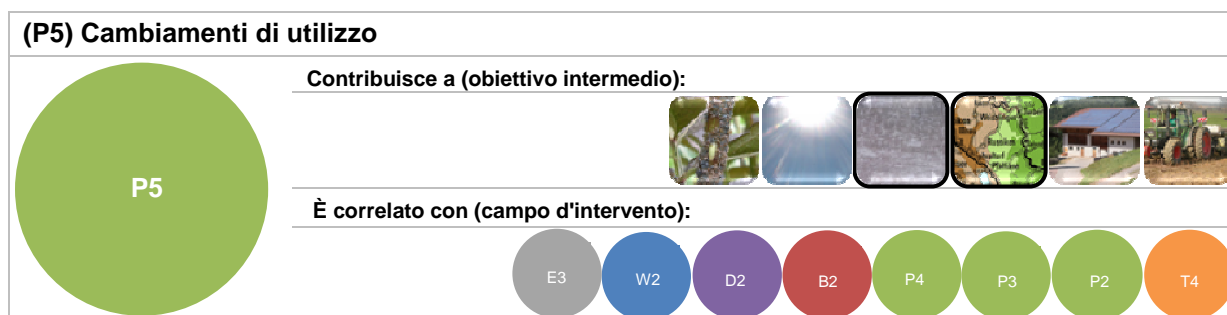 (P5) Cambiamenti di utilizzo
Contribuisce a (obiettivo intermedio):
P5
È correlato con (campo d'intervento):
E3 W2 D2 B2 P4 P3 P2 T4